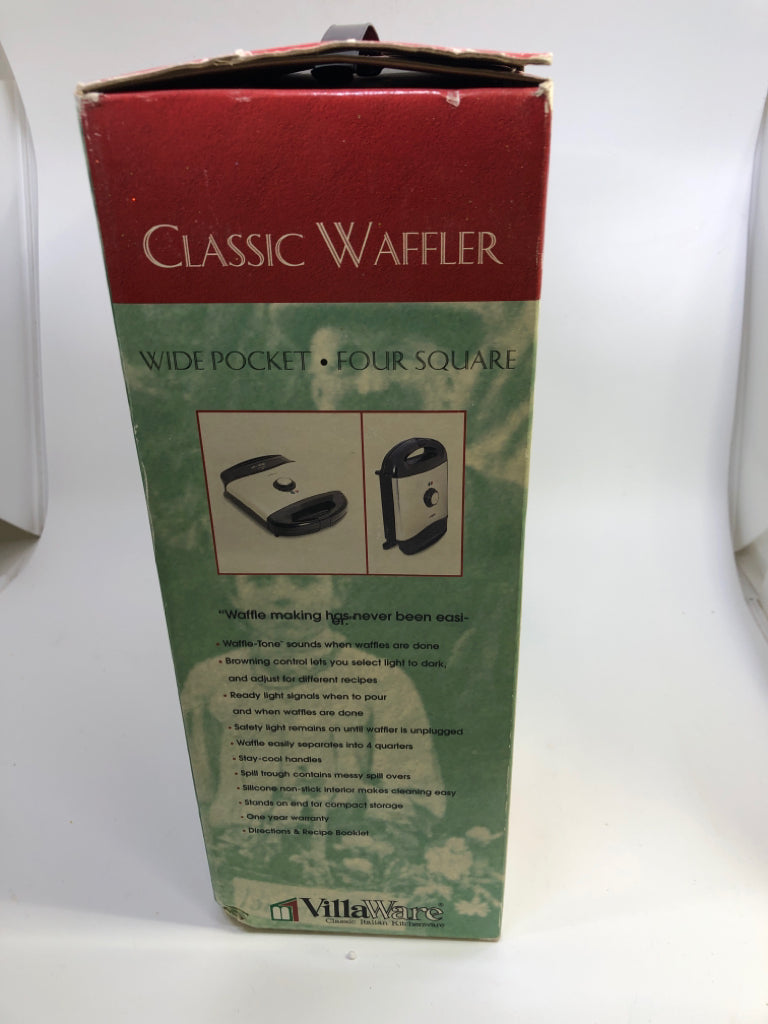 CLASSIC WAFFLER
WIDE POCKET • FOUR SQUARE
"Waffle making has never been easi-
er."
• Waffle-Tone™ sounds when waffles are done
• Browning control lets you select light to dark,
and adjust for different recipes
• Ready light signals when to pour
and when waffles are done
• Safety light remains on until waffler is unplugged
• Waffle easily separates into 4 quarters
• Stay-cool handles
• Spill trough contains messy spill overs
• Silicone non-stick interior makes cleaning easy
• Stands on end for compact storage
• One year warranty
• Directions & Recipe Booklet
VillaWare®
Classic Italian Kitchenware